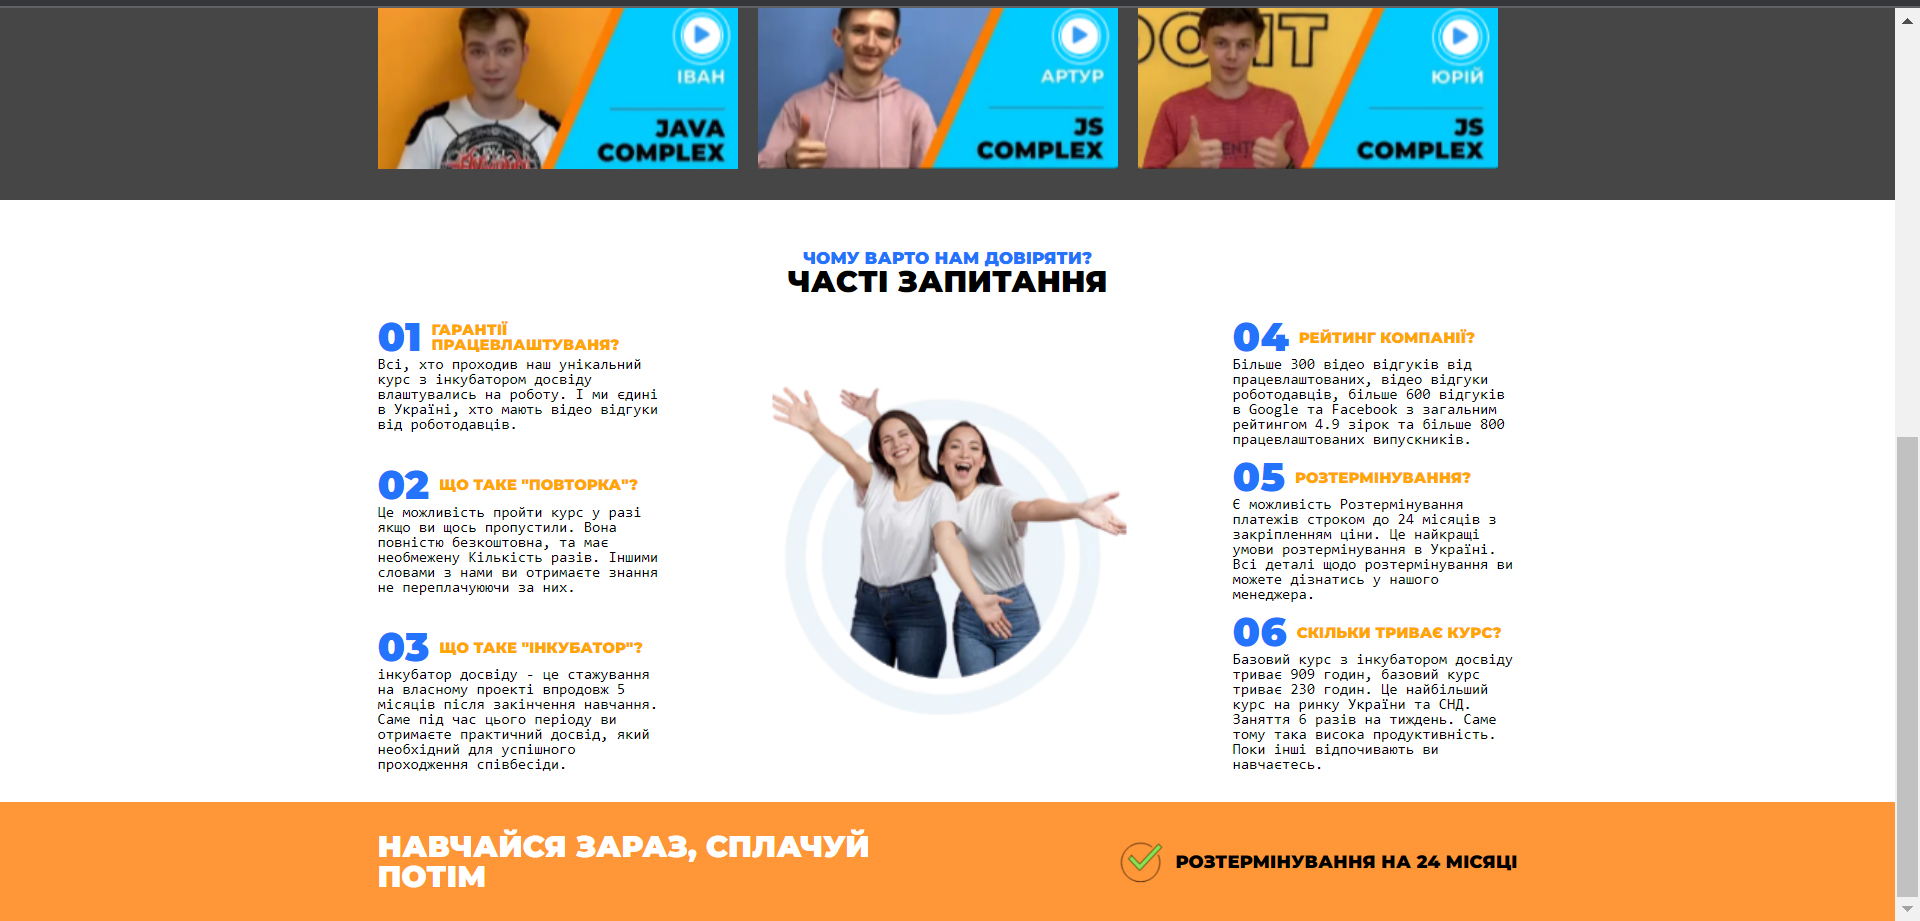 ІВАН
JAVA
COMPLEX
АРТУР
JS
COMPLEX
ЮРІЙ
JS
COMPLEX
ЧОМУ ВАРТО НАМ ДОВІРЯТИ?
ЧАСТІ ЗАПИТАННЯ
01 ГАРАНТІЇ
ПРАЦЕВЛАШТУВАНЯ?
Всі, хто проходив наш унікальний
курс з інкубатором досвіду
влаштувались на роботу. І ми єдині
в Україні, хто мають відео відгуки
від роботодавців.
02 ЩО ТАКЕ "ПОВТОРКА"?
Це можливість пройти курс у разі
якщо ви щось пропустили. Вона
повністю безкоштовна, та має
необмежену Кількість разів. Іншими
словами з нами ви отримаєте знання
не переплачуюючи за них.
03 ЩО ТАКЕ "ІНКУБАТОР"?
інкубатор досвіду - це стажування
на власному проекті впродовж 5
місяців після закінчення навчання.
Саме під час цього періоду ви
отримаєте практичний досвід, який
необхідний для успішного
проходження співбесіди.
04 РЕЙТИНГ КОМПАНІЇ?
Більше 300 відео відгуків від
працевлаштованих, відео відгуки
роботодавців, більше 600 відгуків
в Google та Facebook з загальним
рейтингом 4.9 зірок та більше 800
працевлаштованих випускників.
05 РОЗТЕРМІНУВАННЯ?
Є можливість Розтермінування
платежів строком до 24 місяців з
закріпленням ціни. Це найкращі
умови розтермінування в Україні.
Всі деталі щодо розтермінування ви
можете дізнатись у нашого
менеджера.
06 СКІЛЬКИ ТРИВАЄ КУРС?
Базовий курс з інкубатором досвіду
триває 909 годин, базовий курс
триває 230 годин. Це найбільший
курс на ринку України та СНД.
Заняття 6 разів на тиждень. Саме
тому така висока продуктивність.
Поки інші відпочивають ви
навчаєтесь.
НАВЧАЙСЯ ЗАРАЗ, СПЛАЧУЙ
ПОТІМ
РОЗТЕРМІНУВАННЯ НА 24 МІСЯЦІ